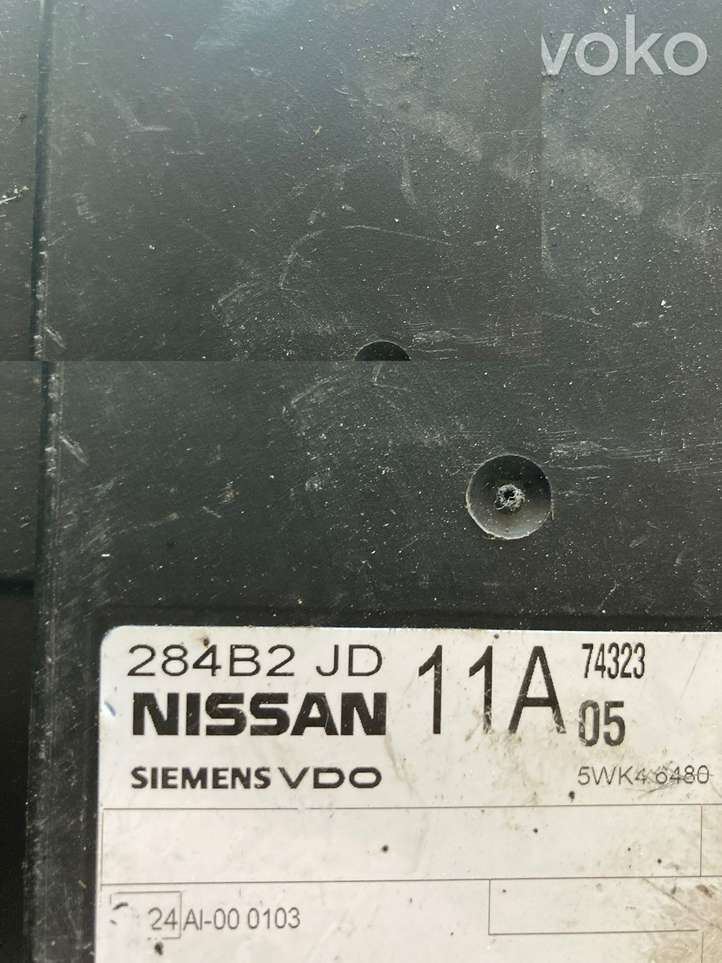 voko
284B2 JD 11A 74323
NISSAN 05
SIEMENS VDO 5WK4 6480
24 AI-00 0103